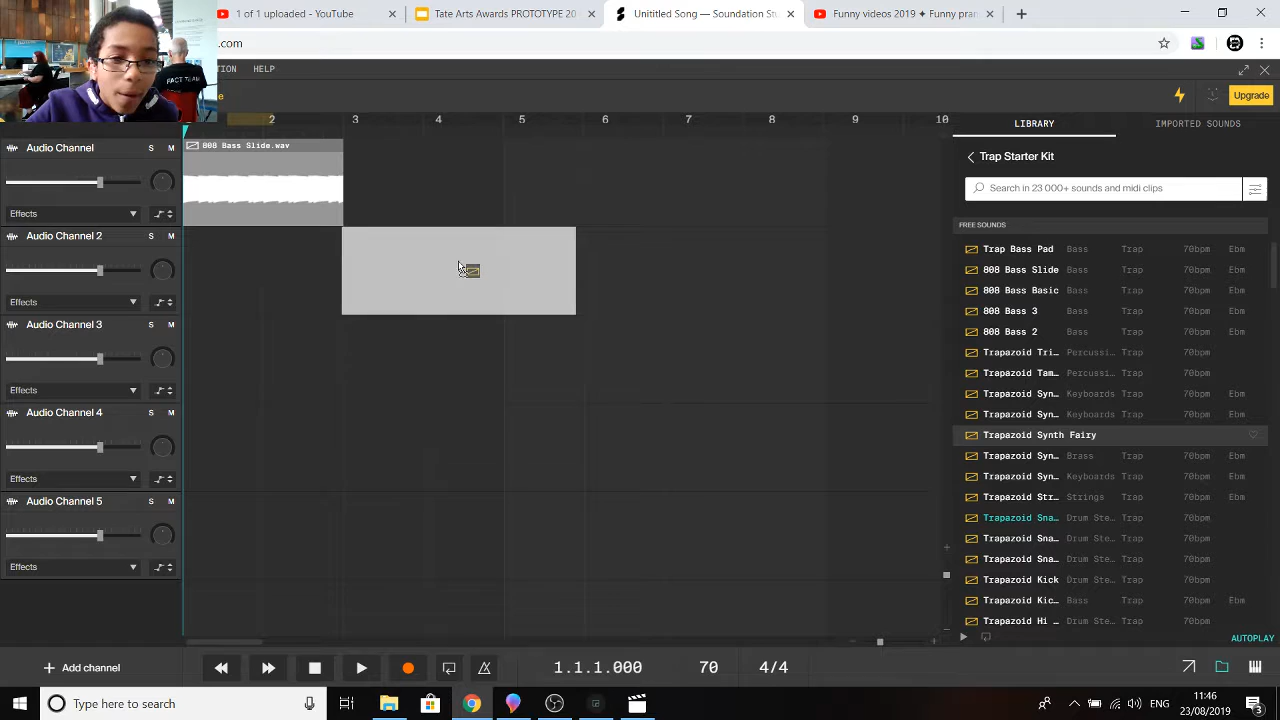 1 of 1 uploaded - YouTube
Untitled Song — Soundation St
Funny
FACT TEAM
.com
HELP
Upgrade
2 3 4 5 6 7 8 9 10
LIBRARY IMPORTED SOUNDS
Audio Channel S M
808 Bass Slide.wav
Trap Starter Kit
Search in 23 000+ sounds and midi clips
Effects
FREE SOUNDS
Audio Channel 2 S M
Trap Bass Pad Bass Trap 70bpm Ebm
808 Bass Slide Bass Trap 70bpm Ebm
808 Bass Basic Bass Trap 70bpm Ebm
Effects
808 Bass 3 Bass Trap 70bpm Ebm
Audio Channel 3 S M
808 Bass 2 Bass Trap 70bpm Ebm
Trapazoid Tri… Percussi… Trap 70bpm
Trapazoid Tam… Percussi… Trap 70bpm
Effects
Trapazoid Syn… Keyboards Trap 70bpm Ebm
Audio Channel 4 S M
Trapazoid Syn… Keyboards Trap 70bpm Ebm
Trapazoid Synth Fairy
Trapazoid Syn… Brass Trap 70bpm Ebm
Effects
Trapazoid Syn… Keyboards Trap 70bpm Ebm
Audio Channel 5 S M
Trapazoid Str… Strings Trap 70bpm Ebm
Trapazoid Sna… Drum Ste… Trap 70bpm
Trapazoid Sna… Drum Ste… Trap 70bpm
Effects
Trapazoid Sna… Drum Ste… Trap 70bpm
Trapazoid Kick Drum Ste… Trap 70bpm
Trapazoid Kic… Bass Trap 70bpm Ebm
Trapazoid Hi … Drum Ste… Trap 70bpm
AUTOPLAY
+ Add channel
1.1.1.000 70 4/4
Type here to search
ENG
11:46
23/08/2019
3